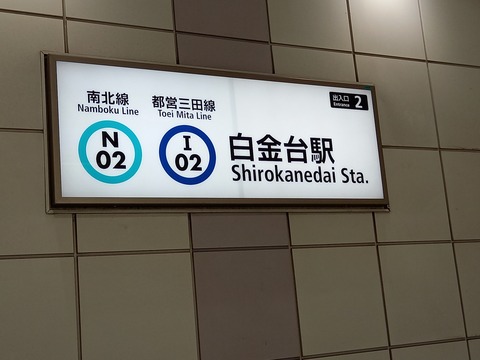 南北線
Namboku Line
N
02
都営三田線
Toei Mita Line
I
02
白金台駅
Shirokanedai Sta.
出入口
Entrance
2